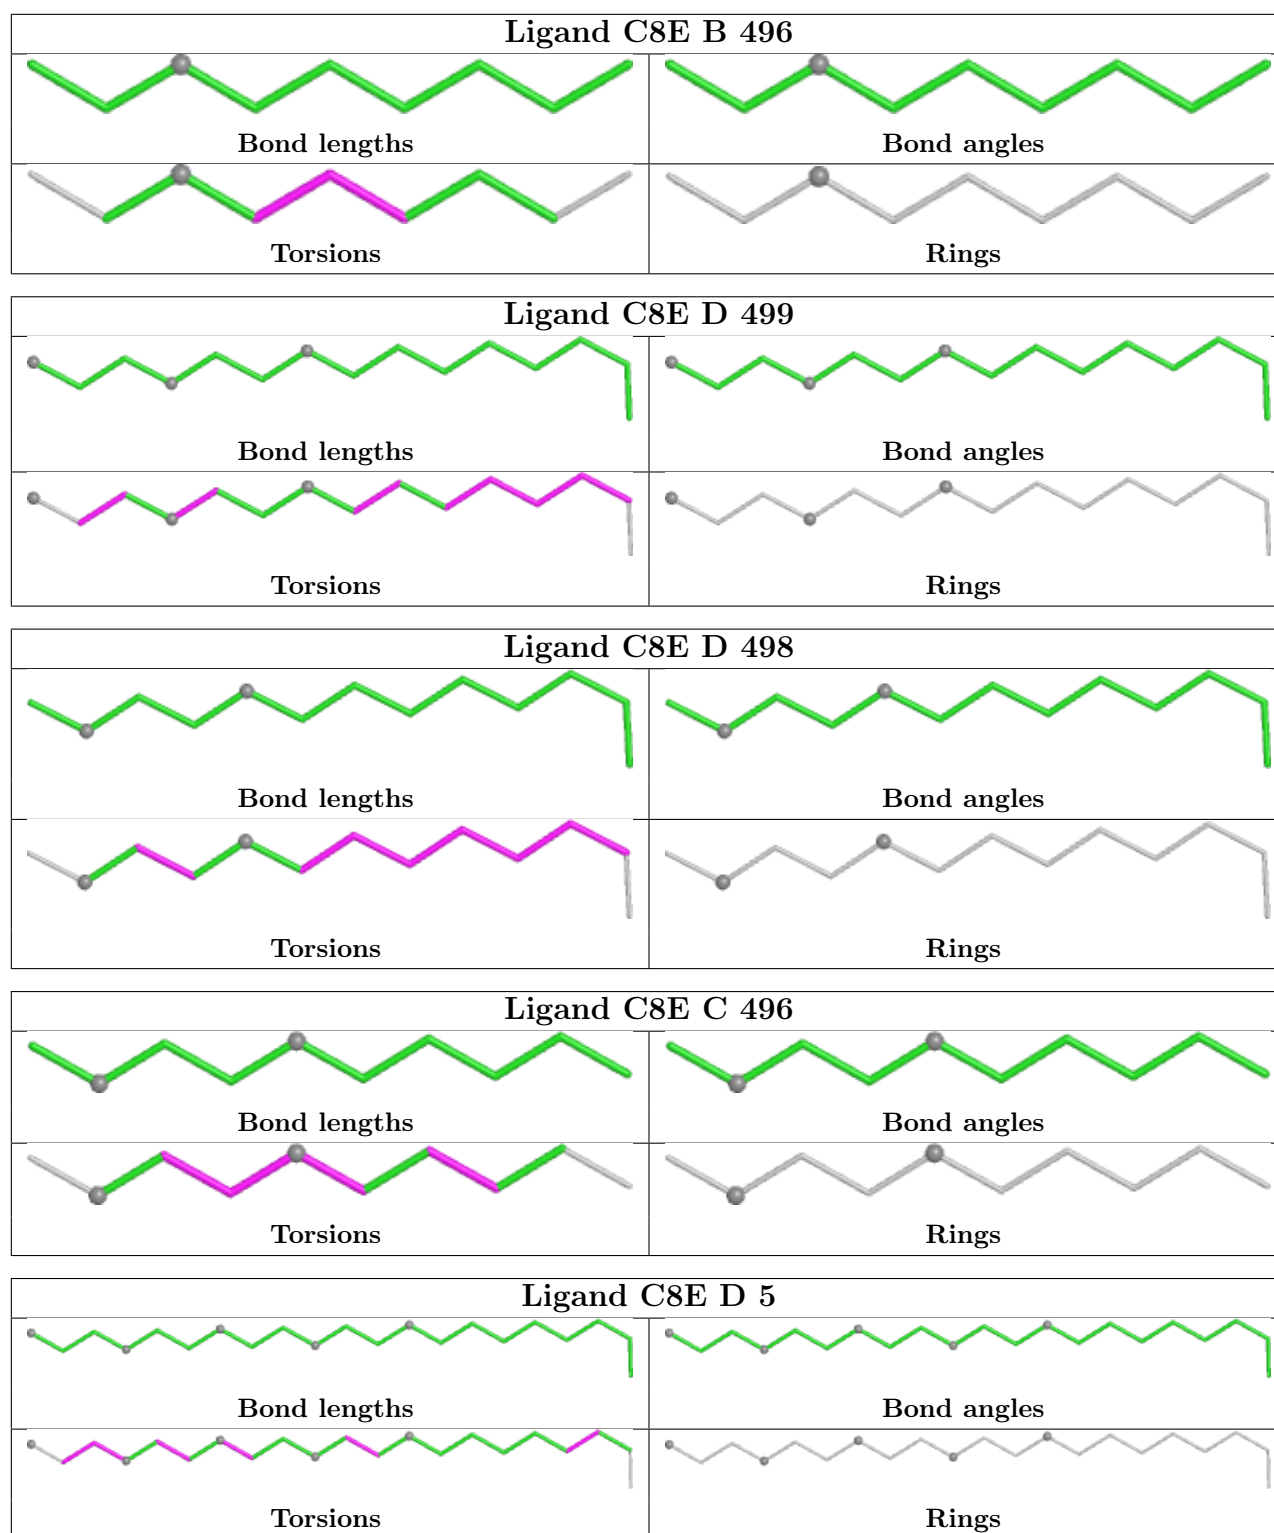 Ligand C8E B 496
Bond lengths
Bond angles
Torsions
Rings
Ligand C8E D 499
Bond lengths
Bond angles
Torsions
Rings
Ligand C8E D 498
Bond lengths
Bond angles
Torsions
Rings
Ligand C8E C 496
Bond lengths
Bond angles
Torsions
Rings
Ligand C8E D 5
Bond lengths
Bond angles
Torsions
Rings